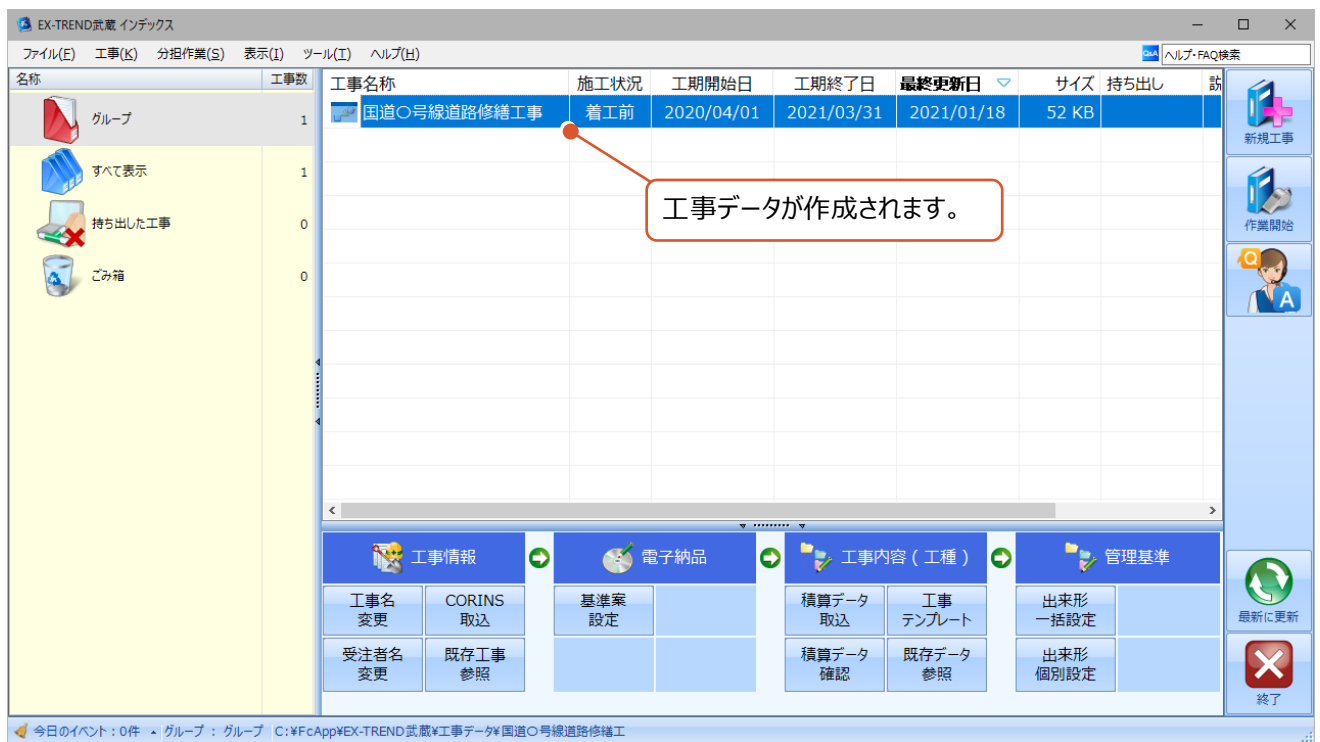 EX-TREND武蔵 インデックス
ファイル(F) 工事(K) 分担作業(S) 表示(I) ツール(T) ヘルプ(H)
Q&A ヘルプ・FAQ検索
名称 工事数
グループ 1
すべて表示 1
持ち出した工事 0
ごみ箱 0
工事名称 施工状況 工期開始日 工期終了日 最終更新日 サイズ 持ち出し
国道○号線道路修繕工事 着工前 2020/04/01 2021/03/31 2021/01/18 52 KB
工事データが作成されます。
新規工事
作業開始
Q
A
最新に更新
終了
工事情報 電子納品 工事内容(工種) 管理基準
工事名
変更
CORINS
取込
基準案
設定
積算データ
取込
工事
テンプレート
出来形
一括設定
受注者名
変更
既存工事
参照
積算データ
確認
既存データ
参照
出来形
個別設定
今日のイベント:0件 グループ : グループ C:¥FcApp¥EX-TREND武蔵¥工事データ¥国道○号線道路修繕工